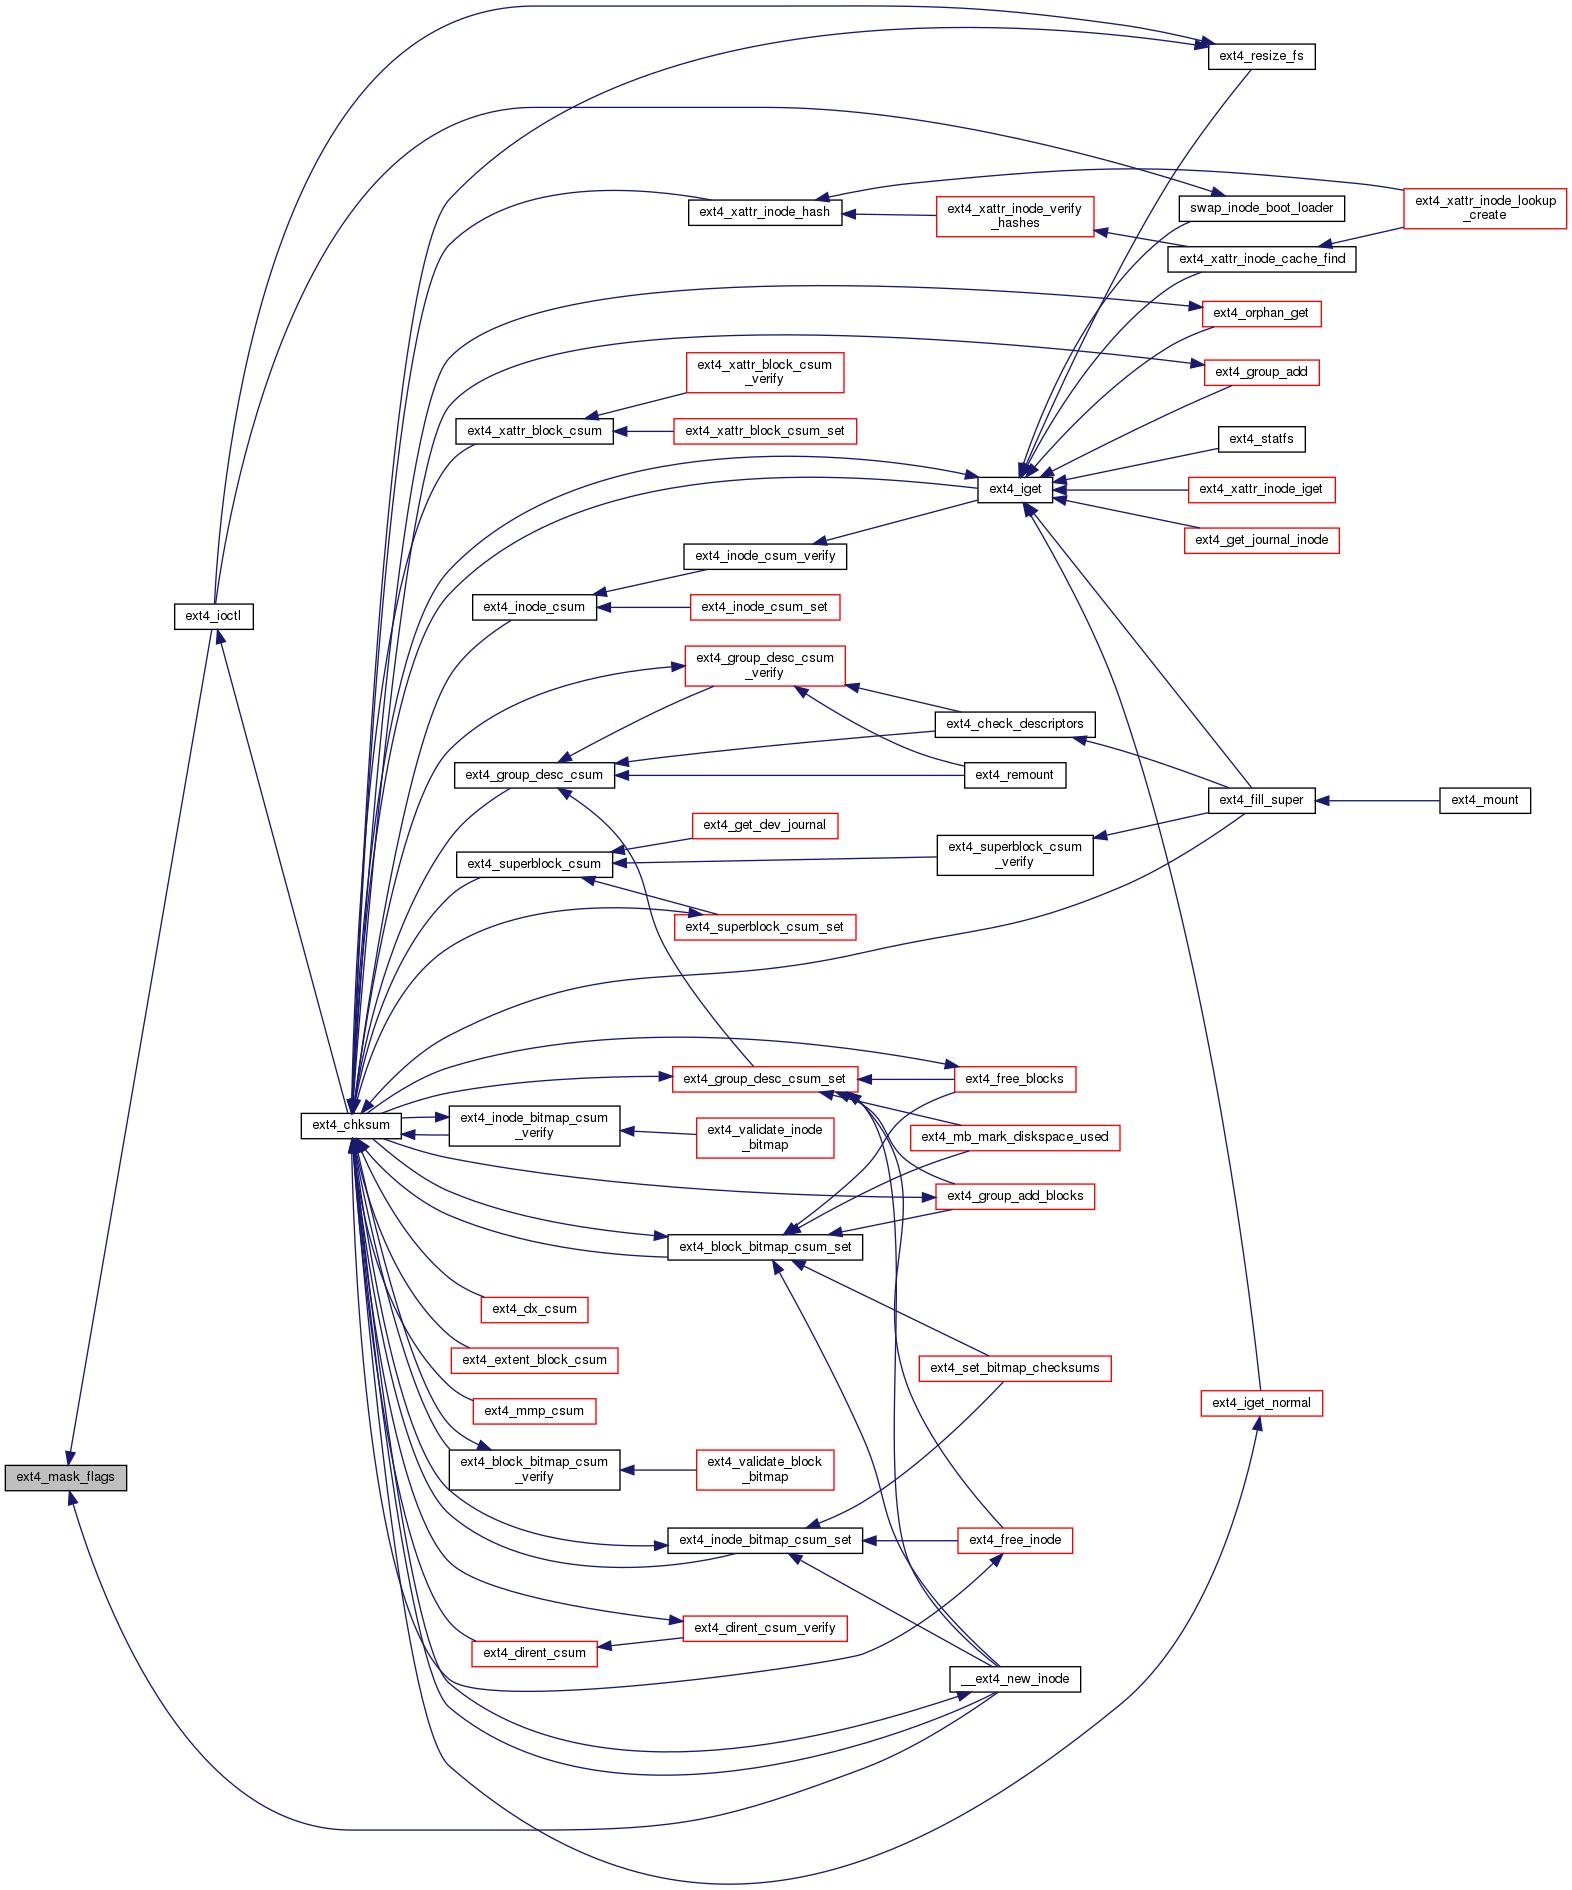 ext4_resize_fs
ext4_xattr_inode_hash
ext4_xattr_inode_verify
_hashes
swap_inode_boot_loader
ext4_xattr_inode_lookup
_create
ext4_xattr_inode_cache_find
ext4_orphan_get
ext4_group_add
ext4_xattr_block_csum
_verify
ext4_xattr_block_csum
ext4_xattr_block_csum_set
ext4_statfs
ext4_iget
ext4_xattr_inode_iget
ext4_get_journal_inode
ext4_inode_csum_verify
ext4_inode_csum
ext4_inode_csum_set
ext4_ioctl
ext4_group_desc_csum
_verify
ext4_check_descriptors
ext4_group_desc_csum
ext4_remount
ext4_fill_super
ext4_mount
ext4_get_dev_journal
ext4_superblock_csum
ext4_superblock_csum
_verify
ext4_superblock_csum_set
ext4_group_desc_csum_set
ext4_free_blocks
ext4_chksum
ext4_inode_bitmap_csum
_verify
ext4_validate_inode
_bitmap
ext4_mb_mark_diskspace_used
ext4_group_add_blocks
ext4_block_bitmap_csum_set
ext4_dx_csum
ext4_extent_block_csum
ext4_set_bitmap_checksums
ext4_mmp_csum
ext4_iget_normal
ext4_mask_flags
ext4_block_bitmap_csum
_verify
ext4_validate_block
_bitmap
ext4_inode_bitmap_csum_set
ext4_free_inode
ext4_dirent_csum_verify
ext4_dirent_csum
__ext4_new_inode